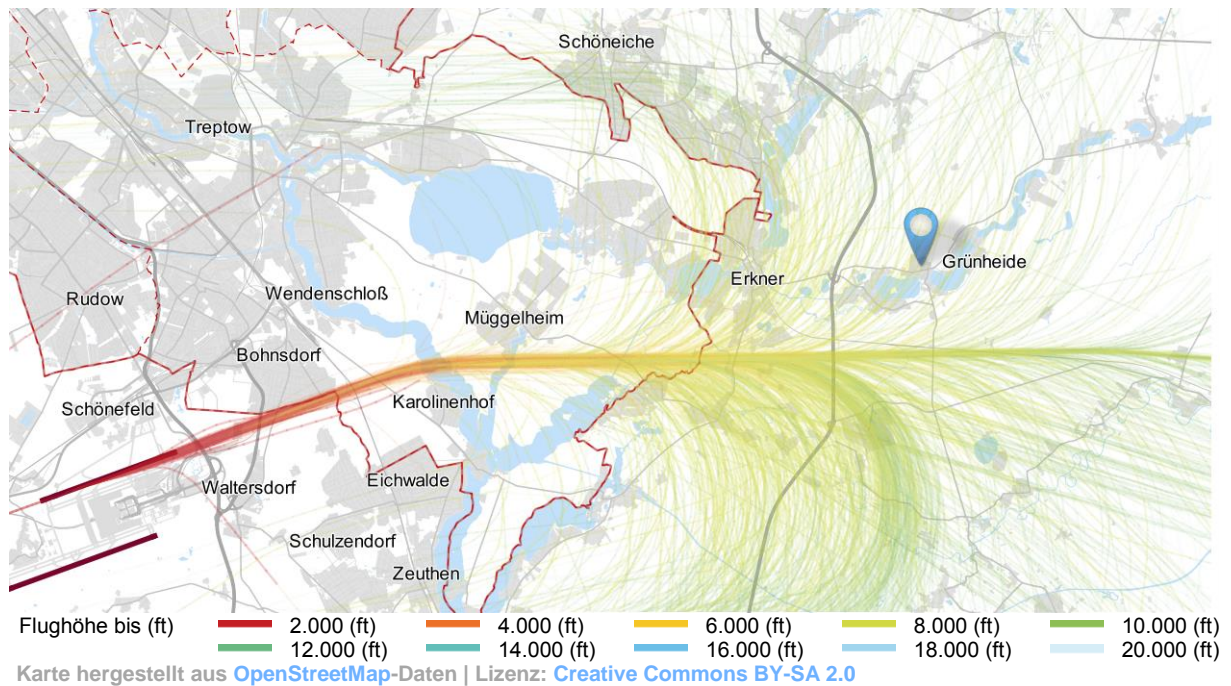 Schöneiche
Treptow
Grünheide
Erkner
Rudow
Wendenschloß
Müggelheim
Bohnsdorf
Schönefeld
Karolinenhof
Waltersdorf
Eichwalde
Schulzendorf
Zeuthen
Flughöhe bis (ft) 2.000 (ft) 4.000 (ft) 6.000 (ft) 8.000 (ft) 10.000 (ft)
12.000 (ft) 14.000 (ft) 16.000 (ft) 18.000 (ft) 20.000 (ft)
Karte hergestellt aus OpenStreetMap-Daten | Lizenz: Creative Commons BY-SA 2.0